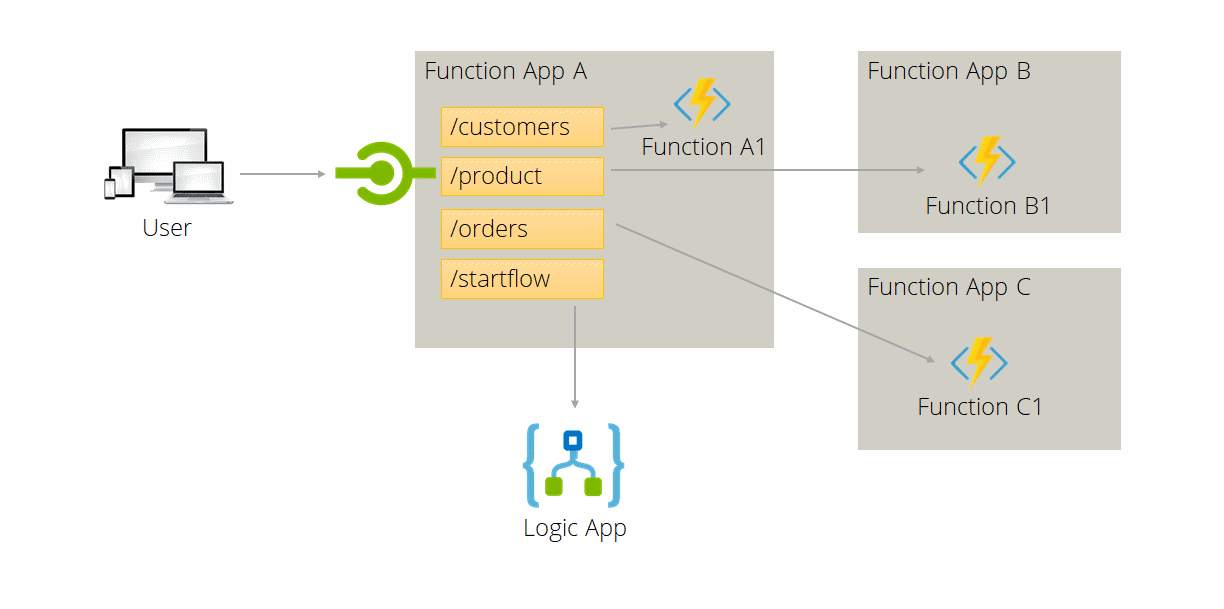 Function App A
/customers
/product
/orders
/startflow
Function A1
Function App B
Function B1
Function App C
Function C1
User
Logic App